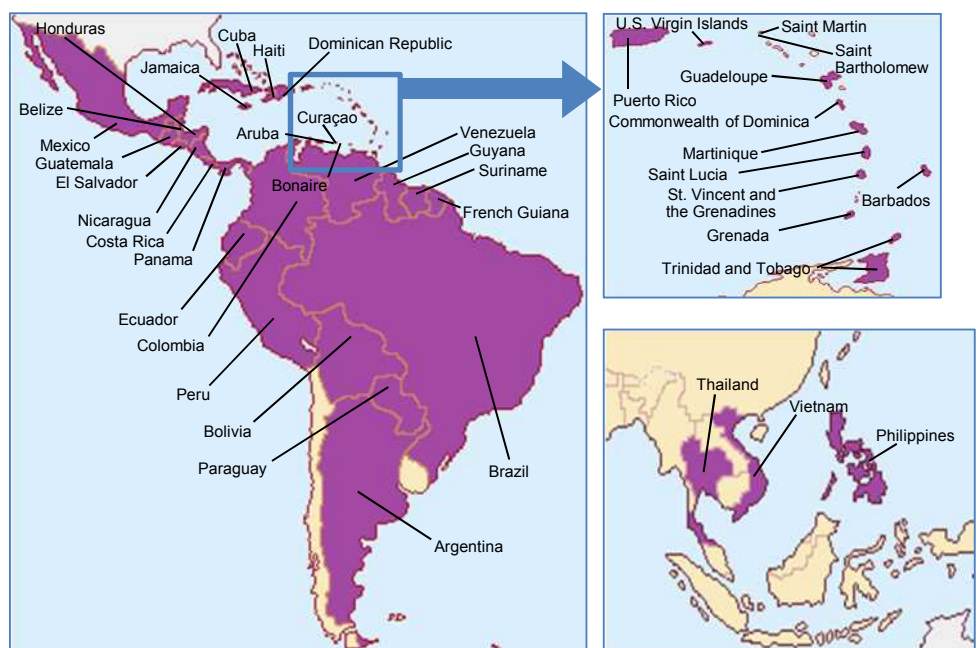 Honduras
Cuba
Haiti
Dominican Republic
Jamaica
Belize
Mexico
Guatemala
El Salvador
Nicaragua
Costa Rica
Panama
Aruba
Curaçao
Bonaire
Venezuela
Guyana
Suriname
French Guiana
Ecuador
Colombia
Peru
Bolivia
Paraguay
Brazil
Argentina
U.S. Virgin Islands
Saint Martin
Saint
Bartholomew
Guadeloupe
Puerto Rico
Commonwealth of Dominica
Martinique
Saint Lucia
St. Vincent and
the Grenadines
Barbados
Grenada
Trinidad and Tobago
Thailand
Vietnam
Philippines